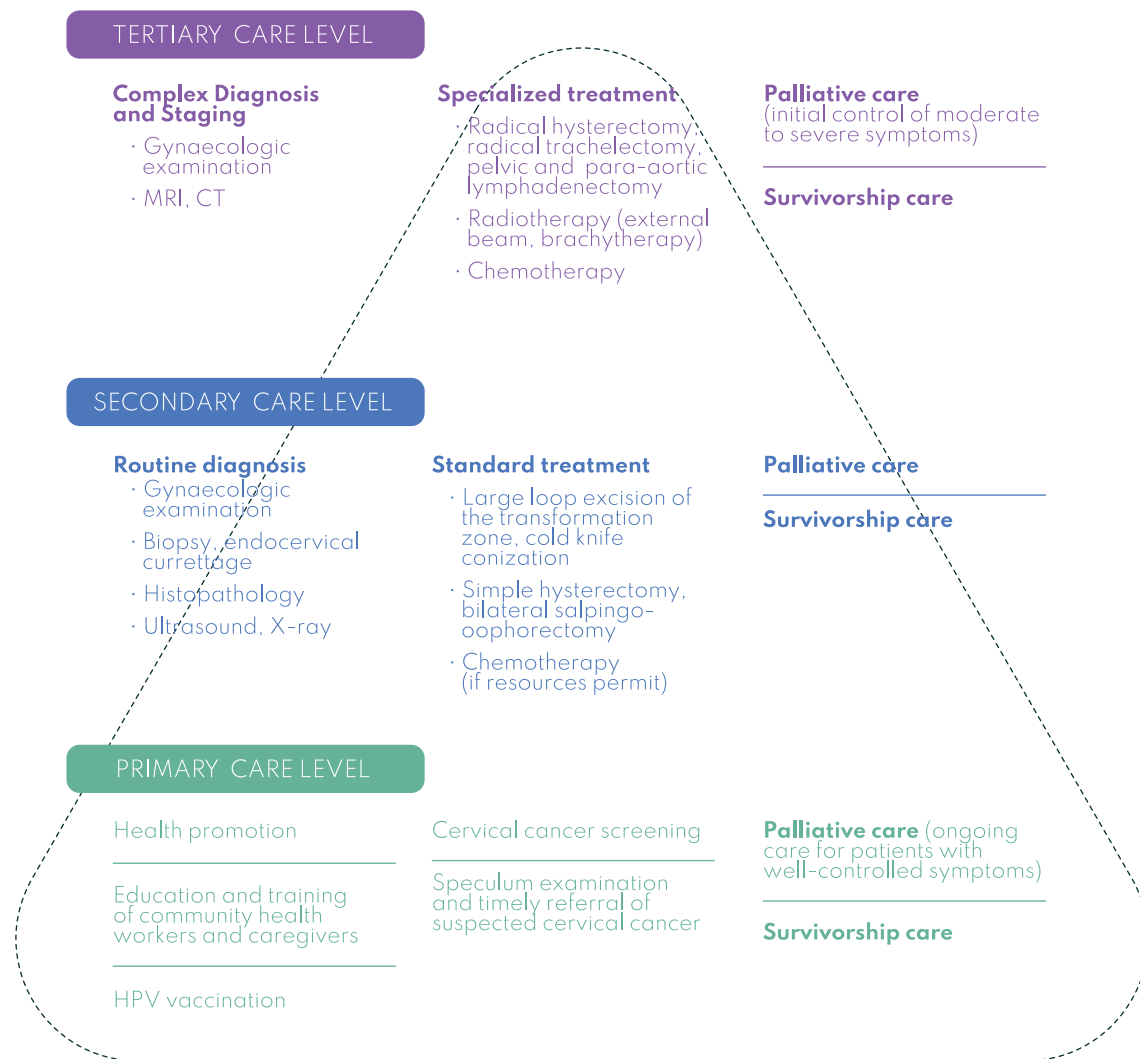 TERTIARY CARE LEVEL
Complex Diagnosis
and Staging
· Gynaecologic
examination
· MRI, CT
Specialized treatment
· Radical hysterectomy,
radical trachelectomy,
pelvic and para-aortic
lymphadenectomy
· Radiotherapy (external
beam, brachytherapy)
· Chemotherapy
Palliative care
(initial control of moderate
to severe symptoms)
Survivorship care
SECONDARY CARE LEVEL
Routine diagnosis
· Gynaecologic
examination
· Biopsy, endocervical
currettage
· Histopathology
· Ultrasound, X-ray
Standard treatment
· Large loop excision of
the transformation
zone, cold knife
conization
· Simple hysterectomy,
bilateral salpingo-
oophorectomy
· Chemotherapy
(if resources permit)
Palliative care
Survivorship care
PRIMARY CARE LEVEL
Health promotion
Education and training
of community health
workers and caregivers
HPV vaccination
Cervical cancer screening
Speculum examination
and timely referral of
suspected cervical cancer
Palliative care (ongoing
care for patients with
well-controlled symptoms)
Survivorship care